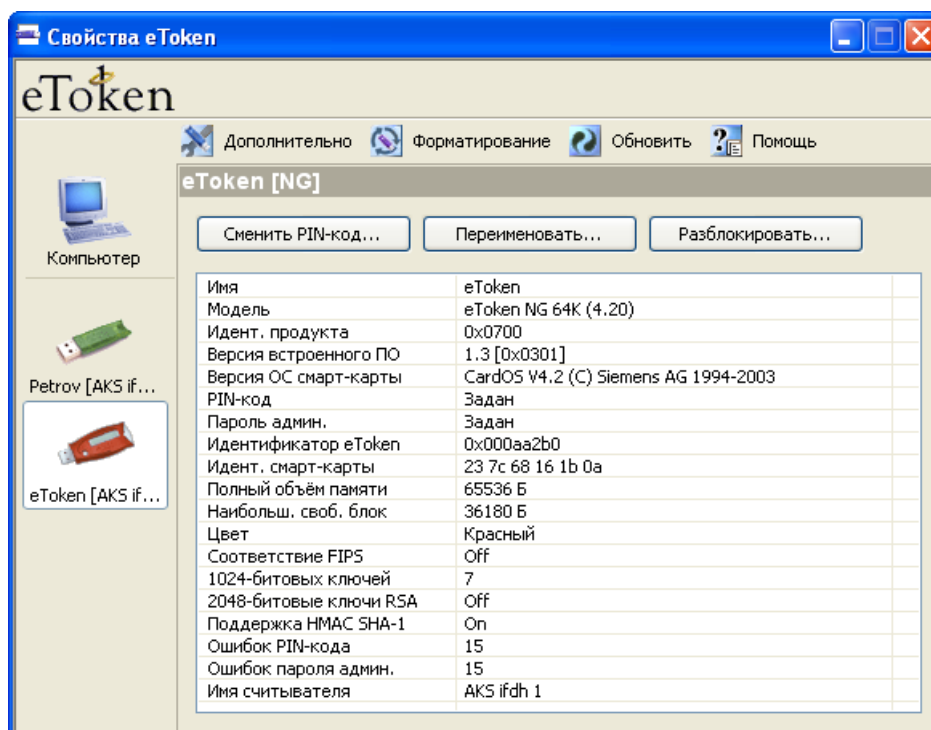 Свойства eToken
eToken
Дополнительно Форматирование Обновить Помощь
eToken [NG]
Сменить PIN-код... Переименовать... Разблокировать...
Компьютер
Petrov [AKS if...
eToken [AKS if...
Имя eToken
Модель eToken NG 64K (4.20)
Идент. продукта 0x0700
Версия встроенного ПО 1.3 [0x0301]
Версия ОС смарт-карты CardOS V4.2 (C) Siemens AG 1994-2003
PIN-код Задан
Пароль админ. Задан
Идентификатор eToken 0x000aa2b0
Идент. смарт-карты 23 7c 68 16 1b 0a
Полный объём памяти 65536 Б
Наибольш. своб. блок 36180 Б
Цвет Красный
Соответствие FIPS Off
1024-битовых ключей 7
2048-битовые ключи RSA Off
Поддержка HMAC SHA-1 On
Ошибок PIN-кода 15
Ошибок пароля админ. 15
Имя считывателя AKS ifdh 1